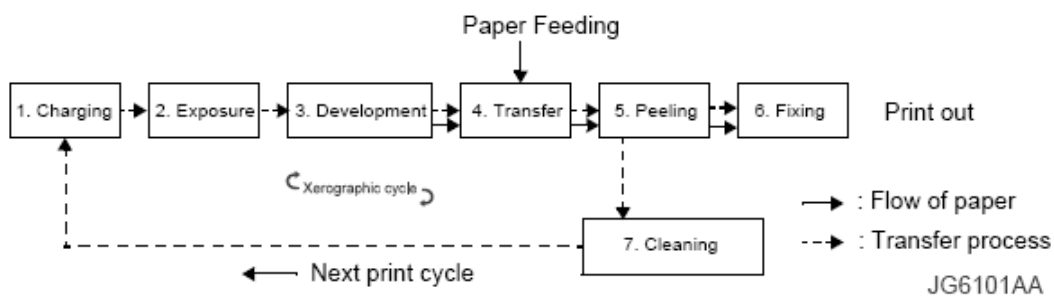 Paper Feeding
1. Charging
2. Exposure
3. Development
4. Transfer
5. Peeling
6. Fixing
Print out
Xerographic cycle
: Flow of paper
7. Cleaning
: Transfer process
Next print cycle
JG6101AA